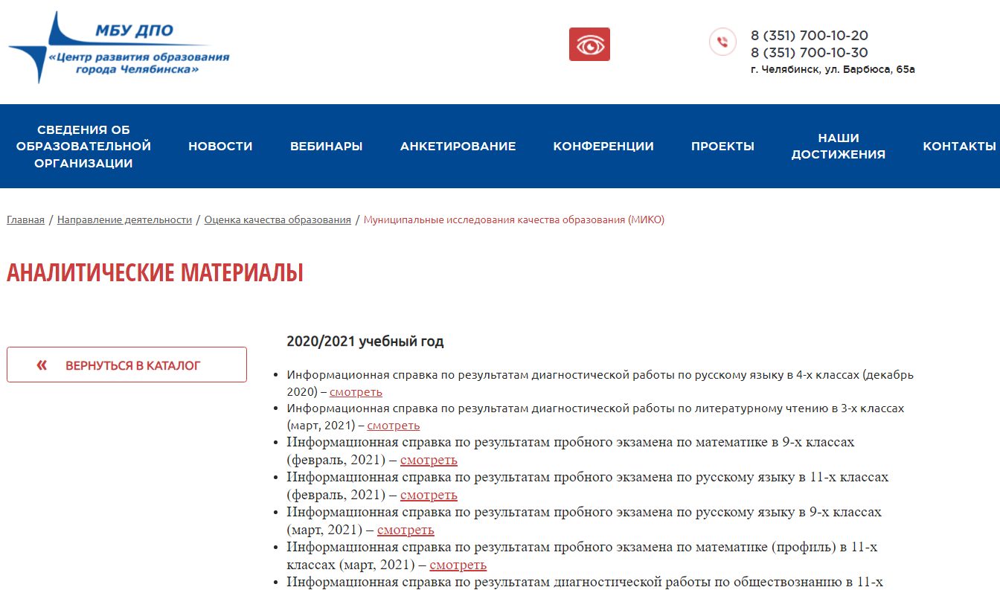 МБУ ДПО
«Центр развития образования
города Челябинска»
8 (351) 700-10-20
8 (351) 700-10-30
г. Челябинск, ул. Барбюса, 65а
СВЕДЕНИЯ ОБ
ОБРАЗОВАТЕЛЬНОЙ
ОРГАНИЗАЦИИ
НОВОСТИ
ВЕБИНАРЫ
АНКЕТИРОВАНИЕ
КОНФЕРЕНЦИИ
ПРОЕКТЫ
НАШИ
ДОСТИЖЕНИЯ
КОНТАКТЫ
Главная / Направление деятельности / Оценка качества образования / Муниципальные исследования качества образования (МИКО)
АНАЛИТИЧЕСКИЕ МАТЕРИАЛЫ
« ВЕРНУТЬСЯ В КАТАЛОГ
2020/2021 учебный год
• Информационная справка по результатам диагностической работы по русскому языку в 4-х классах (декабрь
2020) – смотреть
• Информационная справка по результатам диагностической работы по литературному чтению в 3-х классах
(март, 2021) – смотреть
• Информационная справка по результатам пробного экзамена по математике в 9-х классах
(февраль, 2021) – смотреть
• Информационная справка по результатам пробного экзамена по русскому языку в 11-х классах
(февраль, 2021) – смотреть
• Информационная справка по результатам пробного экзамена по русскому языку в 9-х классах
(март, 2021) – смотреть
• Информационная справка по результатам пробного экзамена по математике (профиль) в 11-х
классах (март, 2021) – смотреть
• Информационная справка по результатам диагностической работы по обществознанию в 11-х